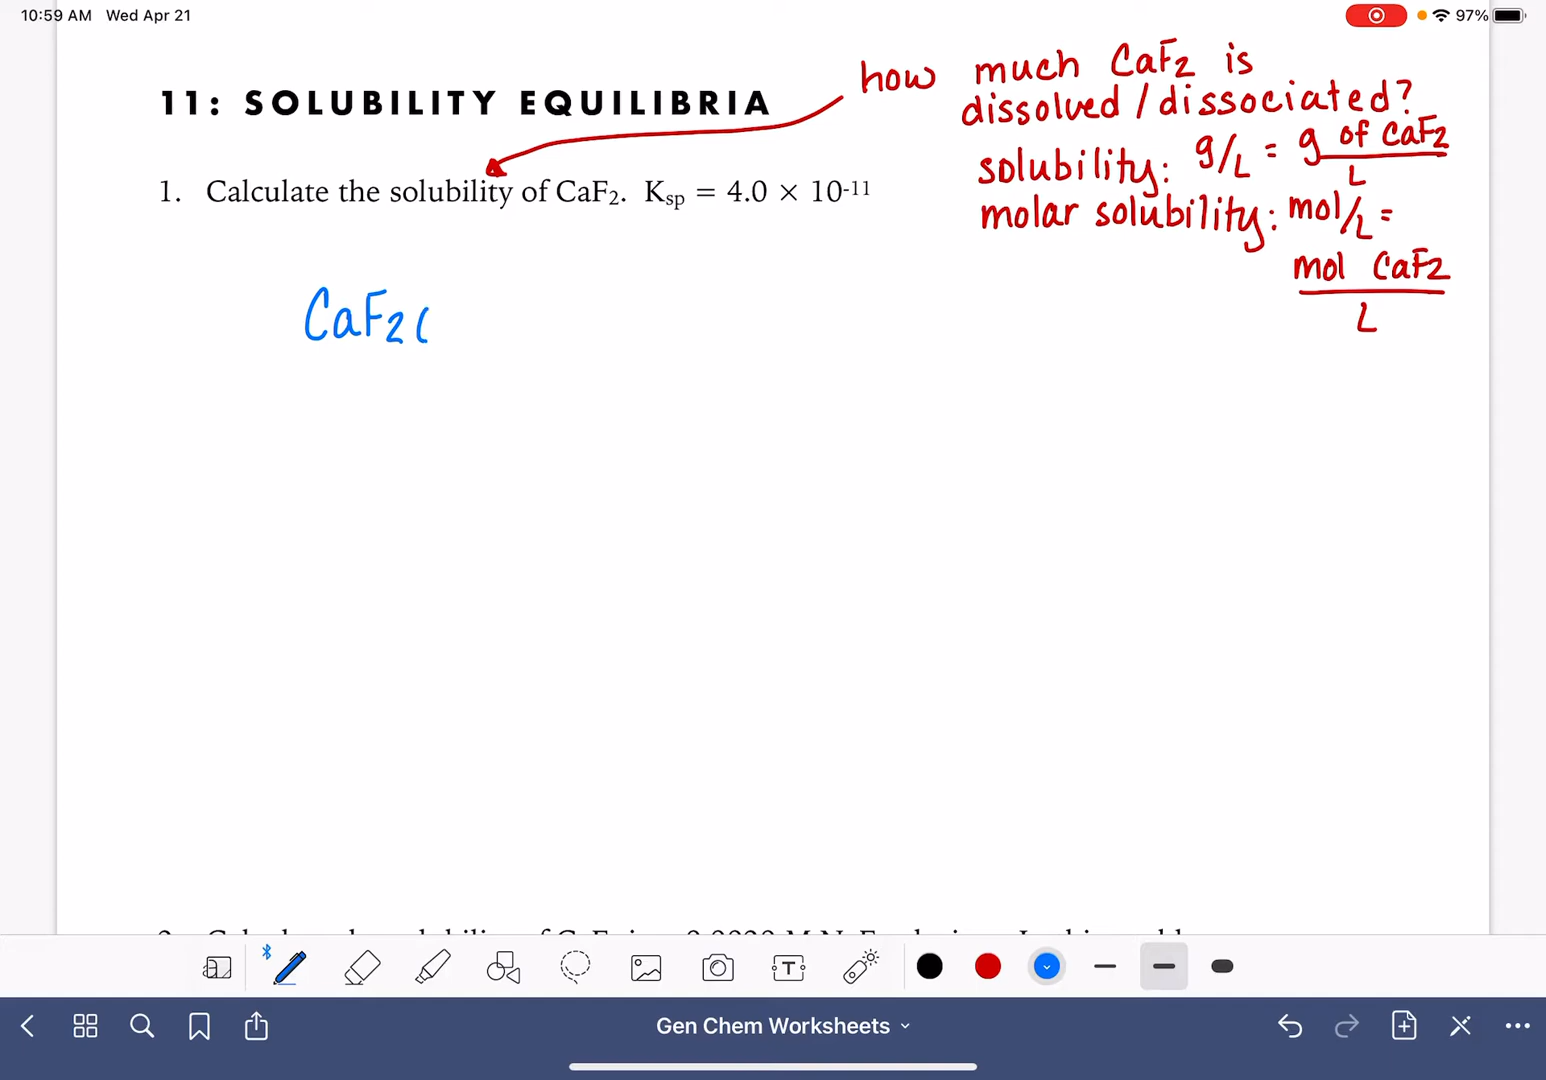 10:59 AM Wed Apr 21
97%
11: SOLUBILITY EQUILIBRIA
how much CaF2 is
dissolved / dissociated?
solubility: g/L = g of CaF2
L
1. Calculate the solubility of CaF₂. Ksp = 4.0 × 10⁻¹¹
molar solubility: mol/L =
mol CaF2
L
CaF2 (
T
Gen Chem Worksheets